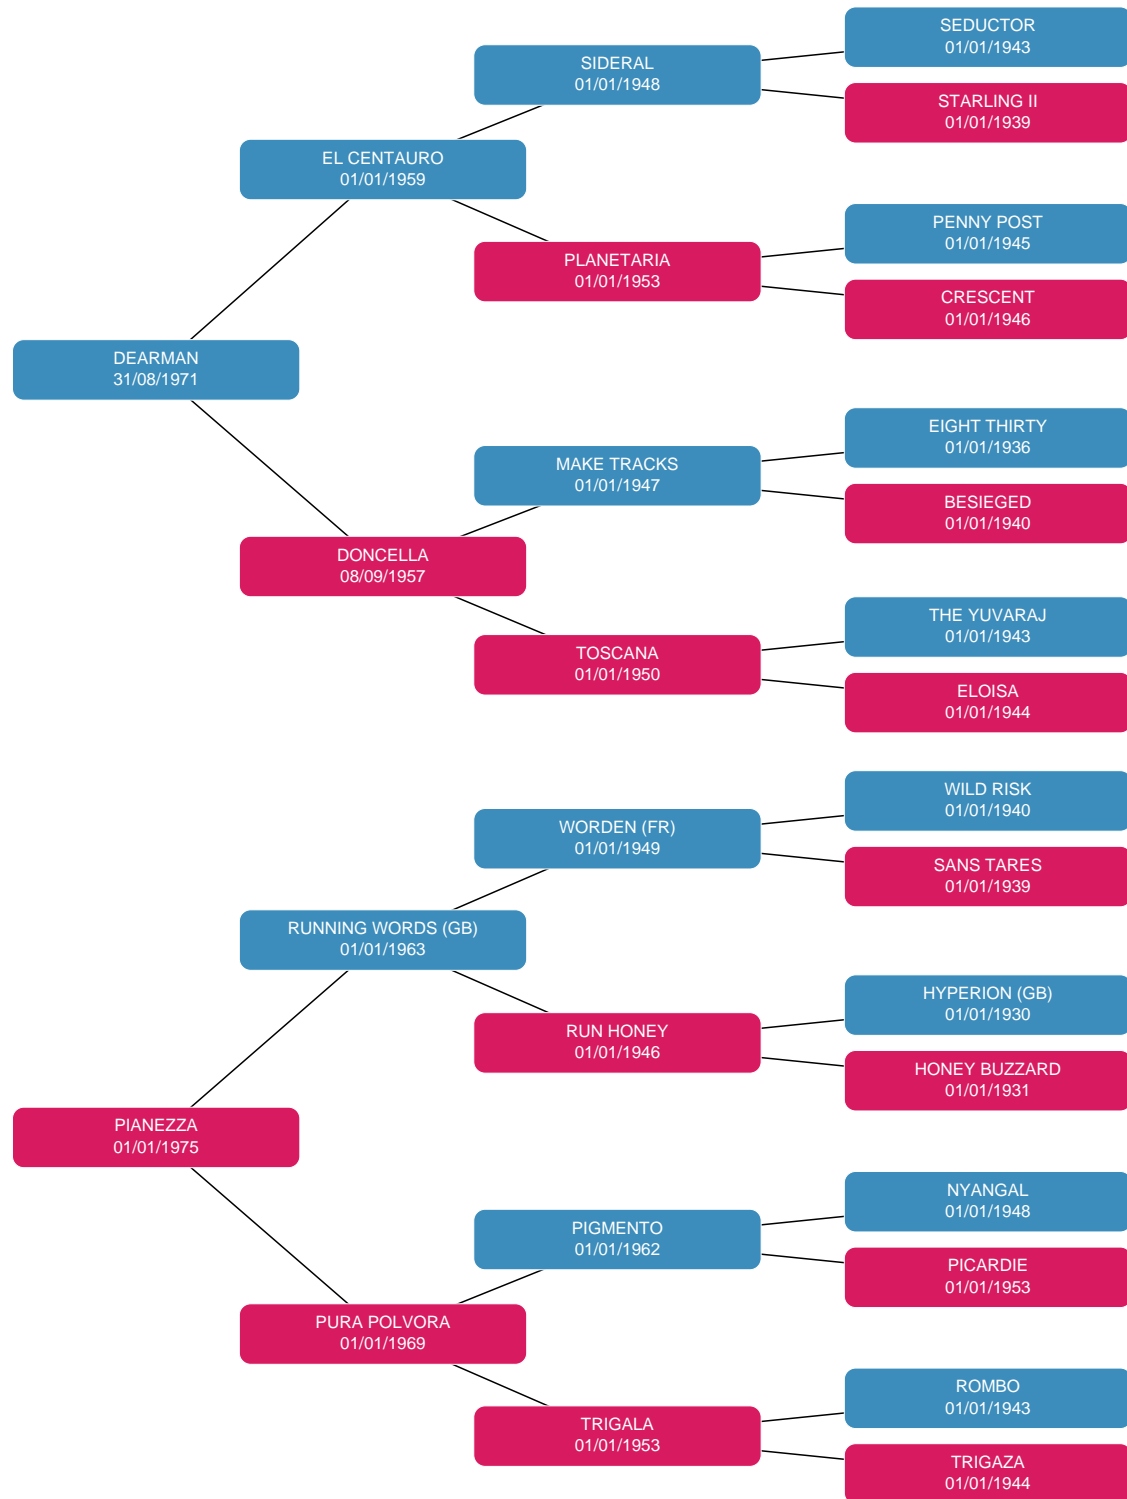 SEDUCTOR
01/01/1943
SIDERAL
01/01/1948
STARLING II
01/01/1939
EL CENTAURO
01/01/1959
PENNY POST
01/01/1945
PLANETARIA
01/01/1953
CRESCENT
01/01/1946
DEARMAN
31/08/1971
EIGHT THIRTY
01/01/1936
MAKE TRACKS
01/01/1947
BESIEGED
01/01/1940
DONCELLA
08/09/1957
THE YUVARAJ
01/01/1943
TOSCANA
01/01/1950
ELOISA
01/01/1944
WILD RISK
01/01/1940
WORDEN (FR)
01/01/1949
SANS TARES
01/01/1939
RUNNING WORDS (GB)
01/01/1963
HYPERION (GB)
01/01/1930
RUN HONEY
01/01/1946
HONEY BUZZARD
01/01/1931
PIANEZZA
01/01/1975
NYANGAL
01/01/1948
PIGMENTO
01/01/1962
PICARDIE
01/01/1953
PURA POLVORA
01/01/1969
ROMBO
01/01/1943
TRIGALA
01/01/1953
TRIGAZA
01/01/1944